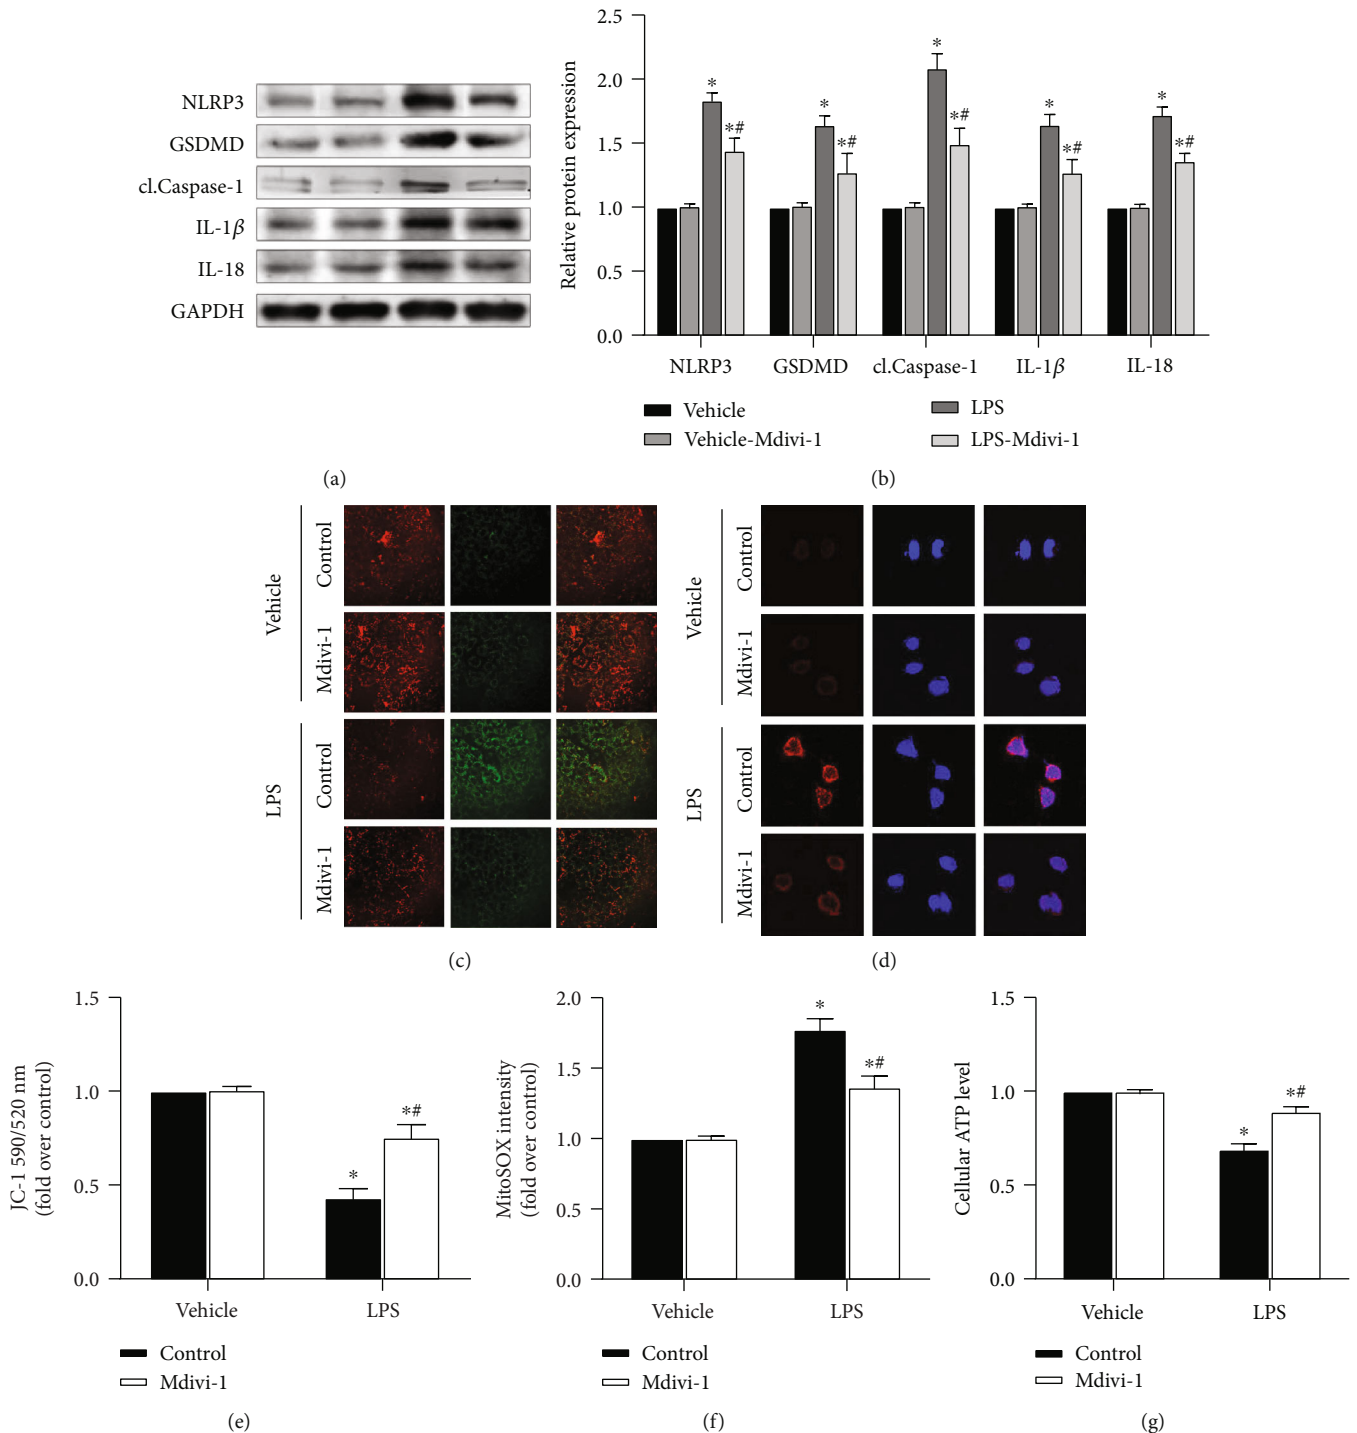 NLRP3
GSDMD
cl.Caspase-1
IL-1β
IL-18
GAPDH
(a)
Relative protein expression
2.5
2.0
1.5
1.0
0.5
0.0
* *# * *# * *# * *# * *#
NLRP3 GSDMD cl.Caspase-1 IL-1β IL-18
Vehicle LPS
Vehicle-Mdivi-1 LPS-Mdivi-1
(b)
Vehicle
Control
Mdivi-1
LPS
Control
Mdivi-1
(c)
Vehicle
Control
Mdivi-1
LPS
Control
Mdivi-1
(d)
JC-1 590/520 nm
(fold over control)
1.5
1.0
0.5
0.0
*
*#
Vehicle LPS
Control
Mdivi-1
(e)
MitoSOX intensity
(fold over control)
2.0
1.5
1.0
0.5
0.0
*
*#
Vehicle LPS
Control
Mdivi-1
(f)
Cellular ATP level
1.5
1.0
0.5
0.0
*
*#
Vehicle LPS
Control
Mdivi-1
(g)